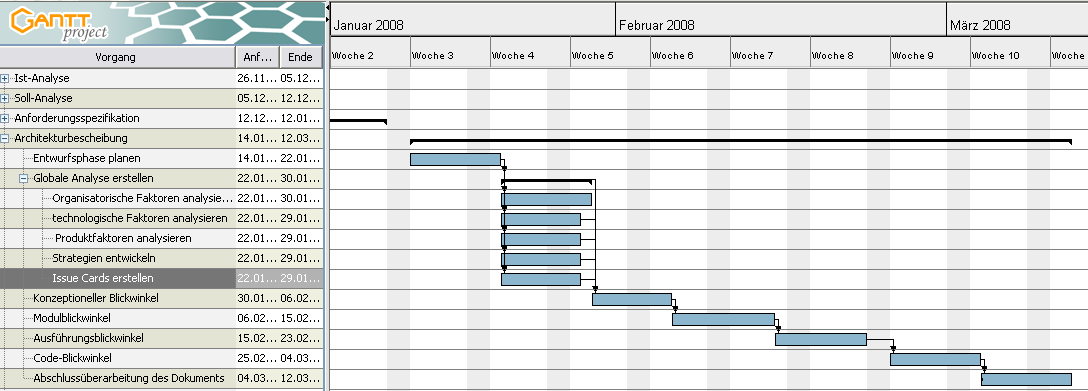 GANTT project
Januar 2008 Februar 2008 März 2008
Vorgang Anf... Ende Woche 2 Woche 3 Woche 4 Woche 5 Woche 6 Woche 7 Woche 8 Woche 9 Woche 10 Woche
Ist-Analyse 26.11... 05.12...
Soll-Analyse 05.12... 12.12...
Anforderungsspezifikation 12.12... 12.01...
Architekturbescheibung 14.01... 12.03...
Entwurfsphase planen 14.01... 22.01...
Globale Analyse erstellen 22.01... 30.01...
Organisatorische Faktoren analysie... 22.01... 30.01...
technologische Faktoren analysieren 22.01... 29.01...
Produktfaktoren analysieren 22.01... 29.01...
Strategien entwickeln 22.01... 29.01...
Issue Cards erstellen 22.01... 29.01...
Konzeptioneller Blickwinkel 30.01... 06.02...
Modulblickwinkel 06.02... 15.02...
Ausführungsblickwinkel 15.02... 23.02...
Code-Blickwinkel 25.02... 04.03...
Abschlussüberarbeitung des Dokuments 04.03... 12.03...